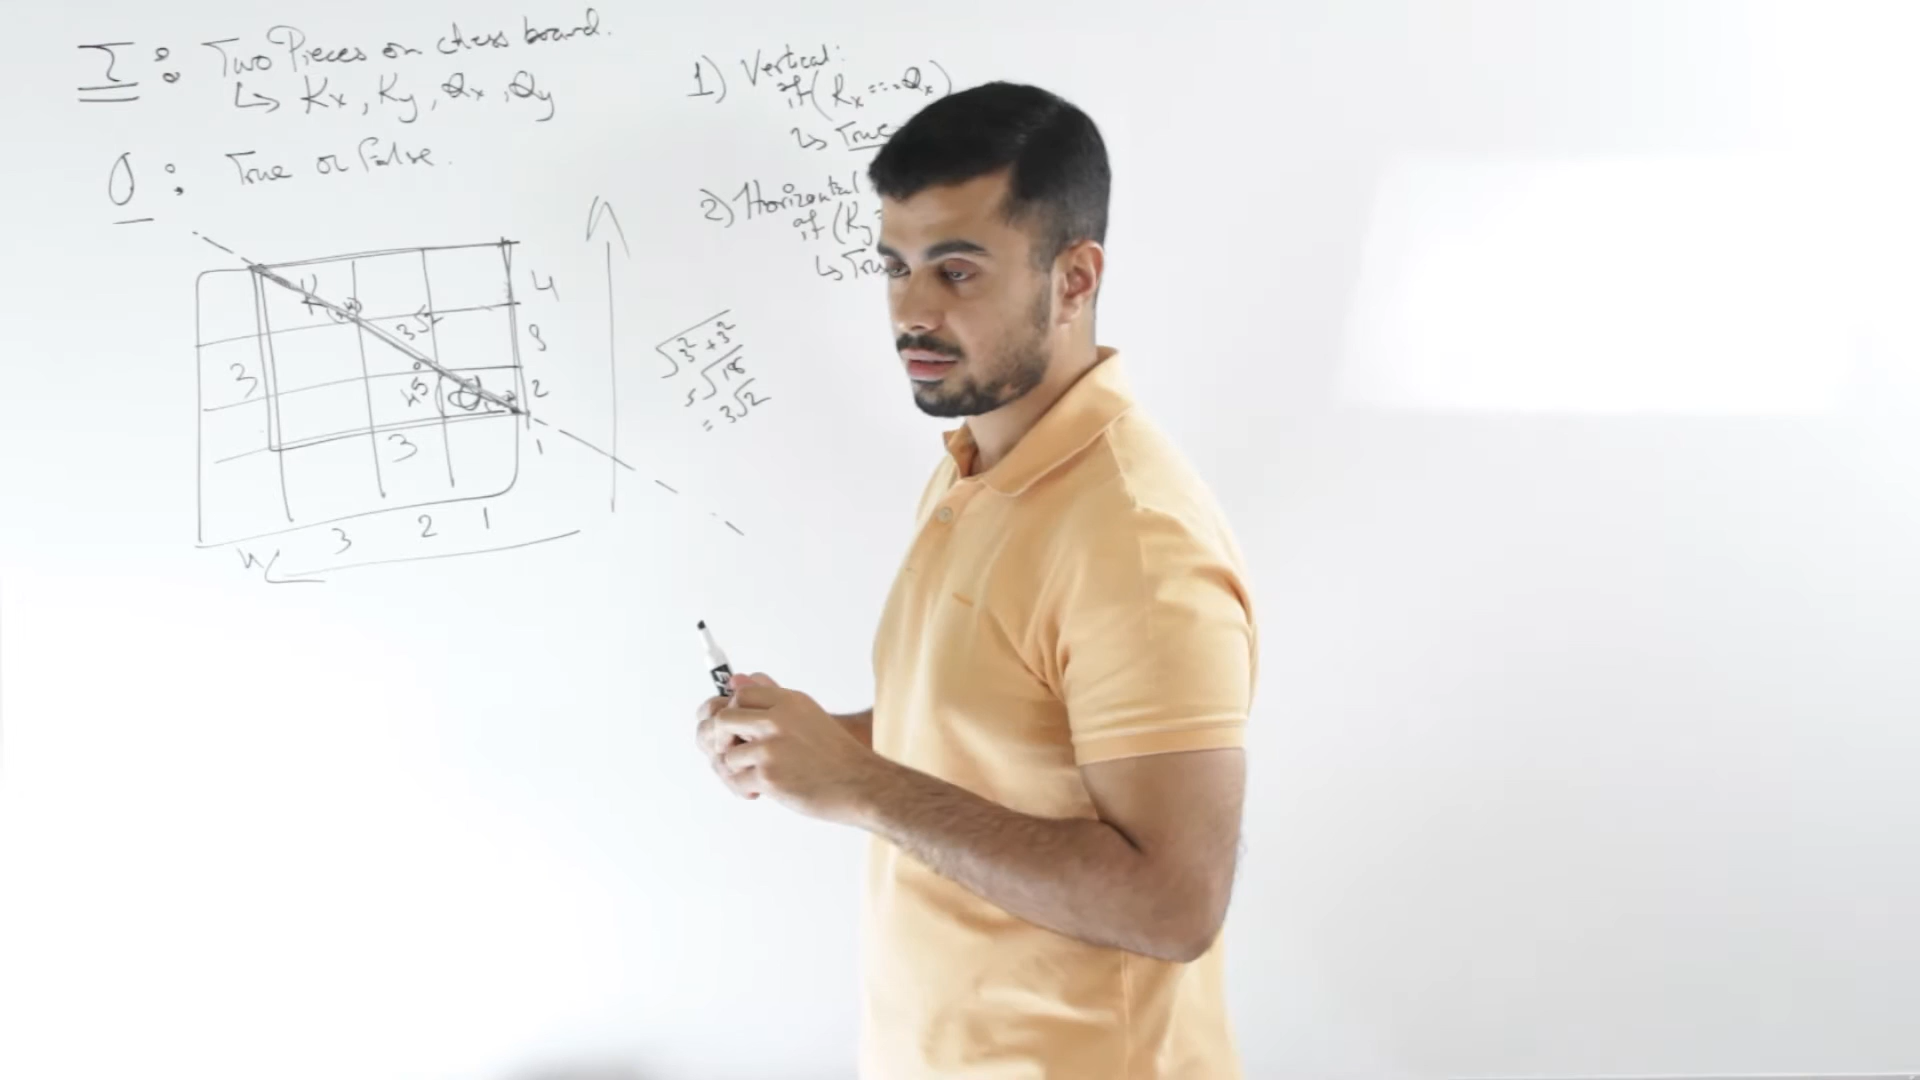 I : Two Pieces on chess board.
↳ Kx, Ky, Qx, Qy
O : True or False.
1) Vertical:
if (Kx === Qx)
↳ True
2) Horizontal
if (Ky =
↳ True
K
3√2
45°
Q
3
3
4
3
2
1
4 3 2 1
√3² + 3²
= √18
= 3√2